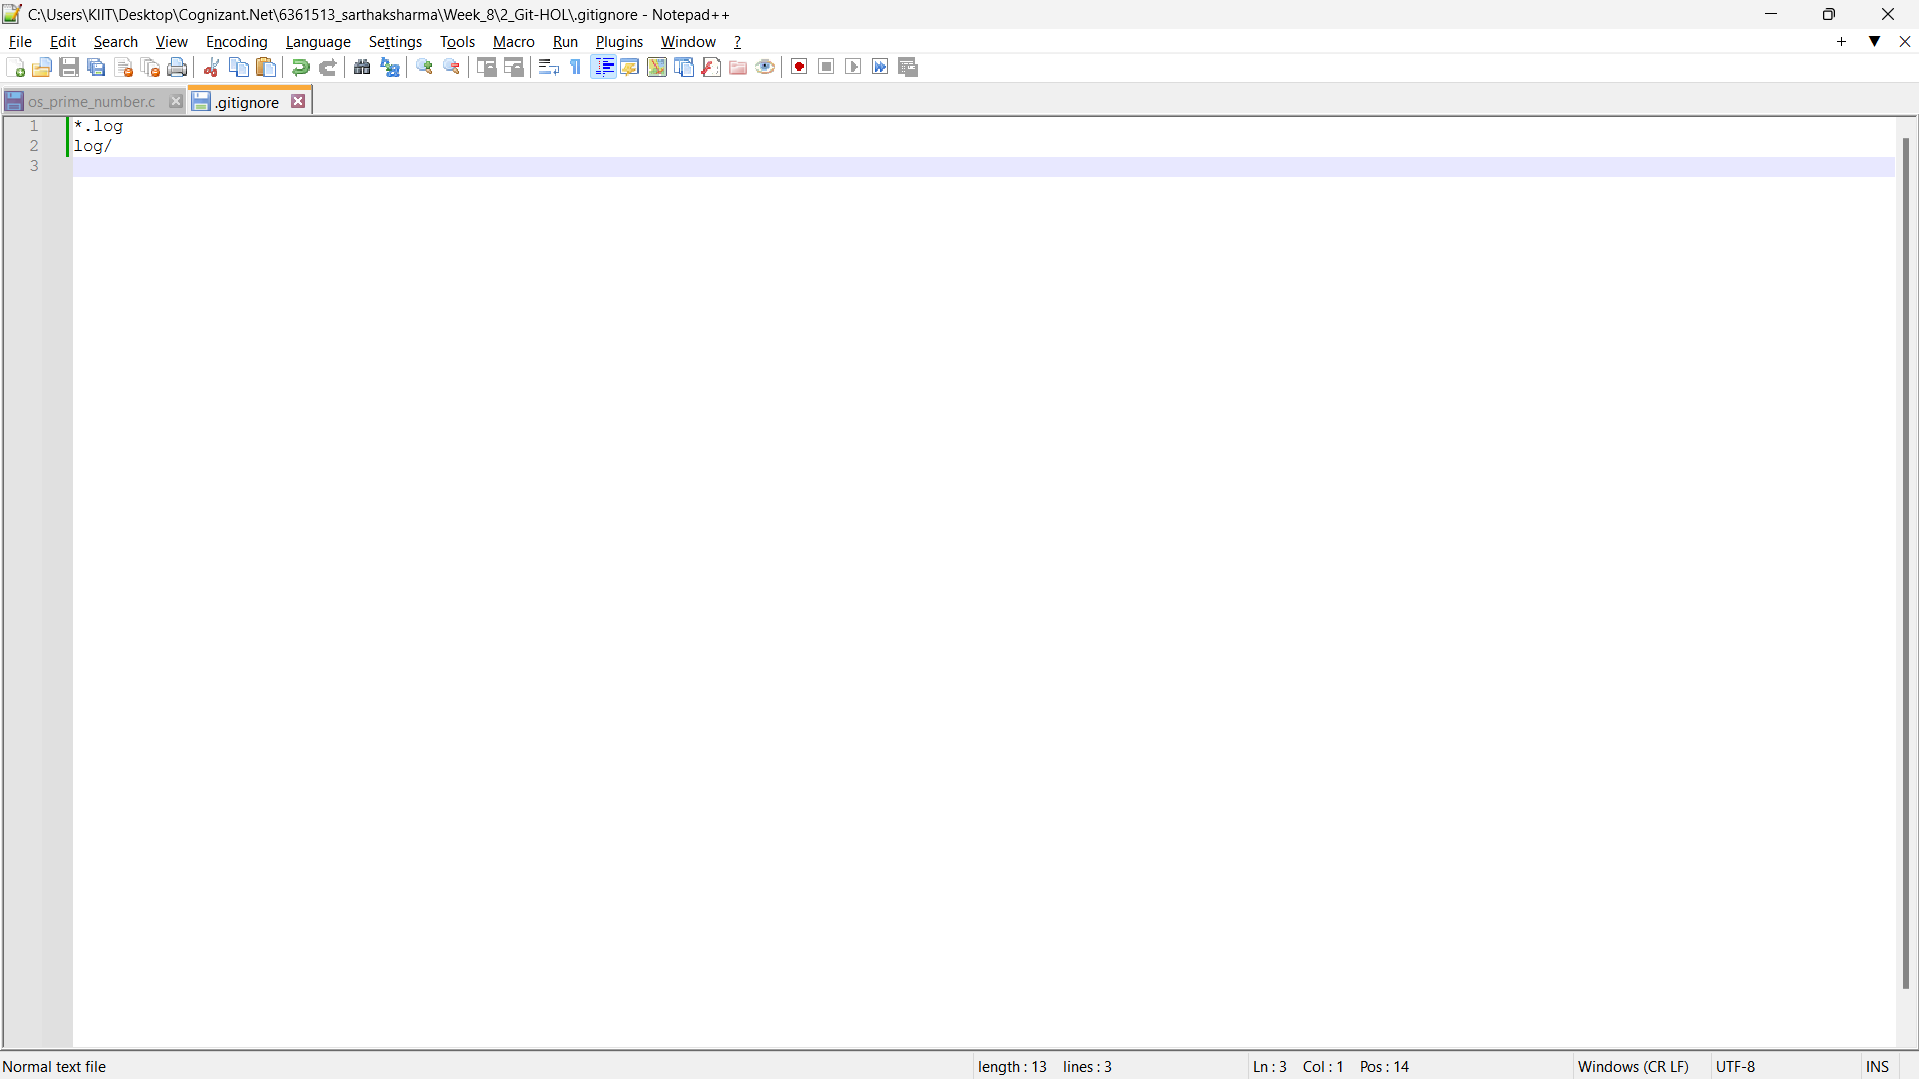 C:\Users\KIIT\Desktop\Cognizant.Net\6361513_sarthaksharma\Week_8\2_Git-HOL\.gitignore - Notepad++
File Edit Search View Encoding Language Settings Tools Macro Run Plugins Window ?
os_prime_number.c .gitignore
1 *.log
2 log/
3
Normal text file length : 13 lines : 3 Ln : 3 Col : 1 Pos : 14 Windows (CR LF) UTF-8 INS